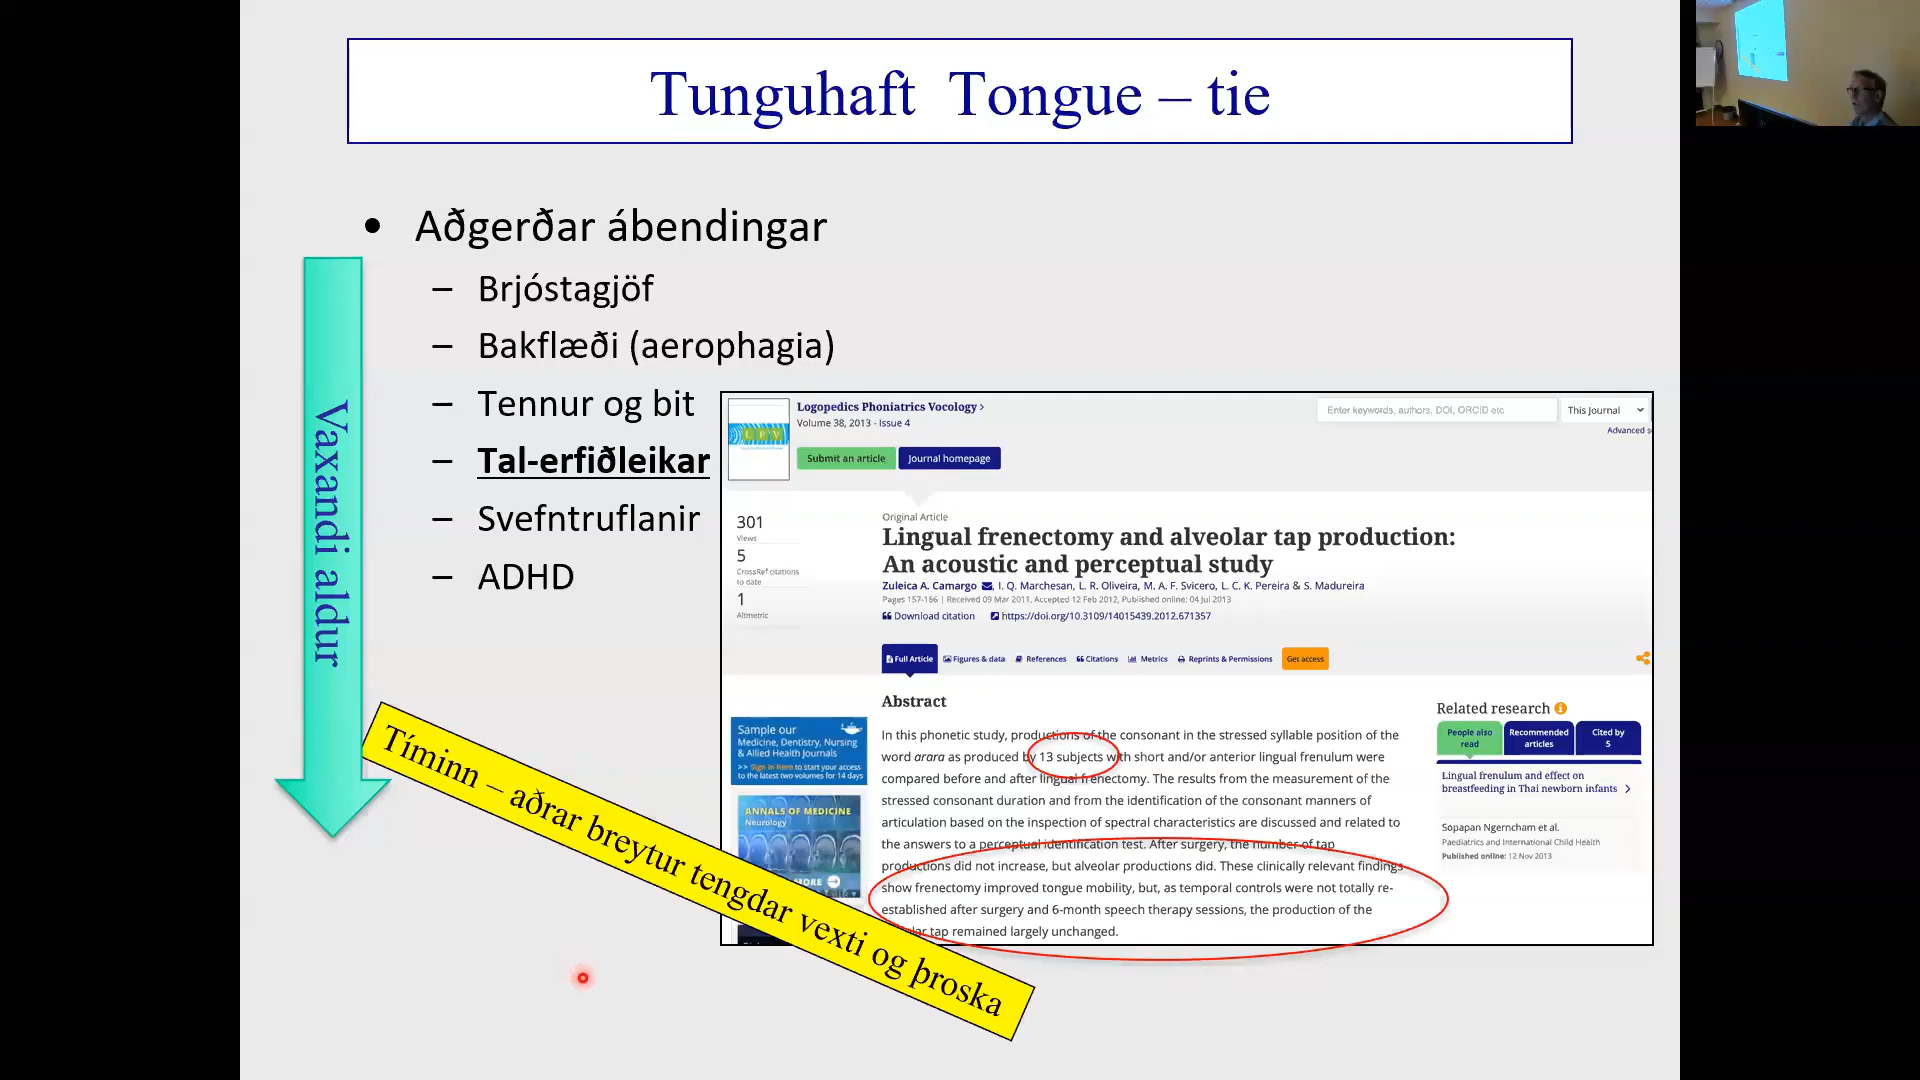 Tunguhaft Tongue – tie
• Aðgerðar ábendingar
– Brjóstagjöf
– Bakflæði (aerophagia)
– Tennur og bit
– Tal-erfiðleikar
– Svefntruflanir
– ADHD
Vaxandi aldur
Tíminn – aðrar breytur tengdar vexti og þroska
Logopedics Phoniatrics Vocology ›
Volume 38, 2013 - Issue 4
Submit an article
Journal homepage
Enter keywords, authors, DOI, ORCID etc
This Journal
Advanced s
301
Views
5
CrossRef citations
to date
1
Altmetric
Original Article
Lingual frenectomy and alveolar tap production:
An acoustic and perceptual study
Zuleica A. Camargo, I. Q. Marchesan, L. R. Oliveira, M. A. F. Svicero, L. C. K. Pereira & S. Madureira
Pages 157-166 | Received 09 Mar 2011, Accepted 12 Feb 2012, Published online: 04 Jul 2013
Download citation https://doi.org/10.3109/14015439.2012.671357
Full Article Figures & data References Citations Metrics Reprints & Permissions Get access
Abstract
In this phonetic study, productions of the consonant in the stressed syllable position of the
word arara as produced by 13 subjects with short and/or anterior lingual frenulum were
compared before and after lingual frenectomy. The results from the measurement of the
stressed consonant duration and from the identification of the consonant manners of
articulation based on the inspection of spectral characteristics are discussed and related to
the answers to a perceptual identification test. After surgery, the number of tap
productions did not increase, but alveolar productions did. These clinically relevant findings
show frenectomy improved tongue mobility, but, as temporal controls were not totally re-
established after surgery and 6-month speech therapy sessions, the production of the
tap remained largely unchanged.
Sample our
Medicine, Dentistry, Nursing
& Allied Health Journals
>> Sign in here to start your access
to the latest two volumes for 14 days
ANNALS OF MEDICINE
Neurology
Related research
People also
read
Recommended
articles
Cited by
5
Lingual frenulum and effect on
breastfeeding in Thai newborn infants
Sopapan Ngerncham et al.
Paediatrics and International Child Health
Published online: 12 Nov 2013